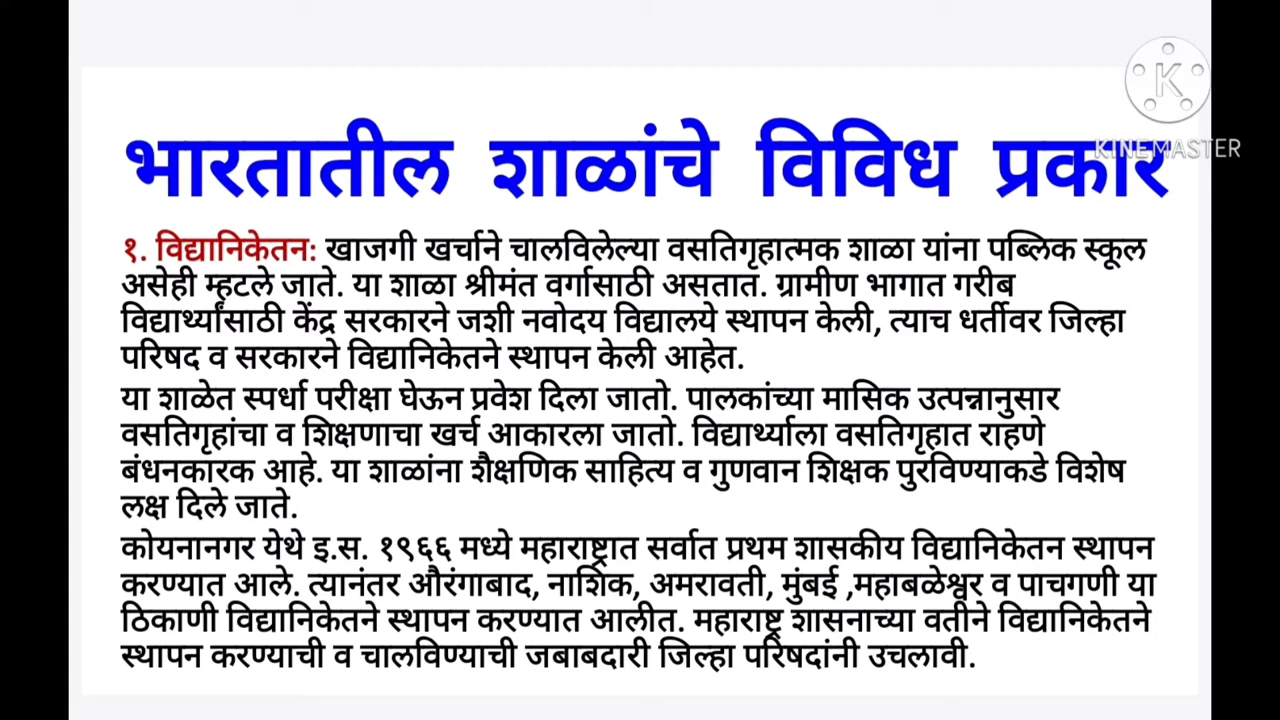 भारतातील शाळांचे विविध प्रकार
KINEMASTER
१. विद्यानिकेतन: खाजगी खर्चाने चालविलेल्या वसतिगृहात्मक शाळा यांना पब्लिक स्कूल
असेही म्हटले जाते. या शाळा श्रीमंत वर्गासाठी असतात. ग्रामीण भागात गरीब
विद्यार्थ्यांसाठी केंद्र सरकारने जशी नवोदय विद्यालये स्थापन केली, त्याच धर्तीवर जिल्हा
परिषद व सरकारने विद्यानिकेतने स्थापन केली आहेत.
या शाळेत स्पर्धा परीक्षा घेऊन प्रवेश दिला जातो. पालकांच्या मासिक उत्पन्नानुसार
वसतिगृहांचा व शिक्षणाचा खर्च आकारला जातो. विद्यार्थ्याला वसतिगृहात राहणे
बंधनकारक आहे. या शाळांना शैक्षणिक साहित्य व गुणवान शिक्षक पुरविण्याकडे विशेष
लक्ष दिले जाते.
कोयनानगर येथे इ.स. १९६६ मध्ये महाराष्ट्रात सर्वात प्रथम शासकीय विद्यानिकेतन स्थापन
करण्यात आले. त्यानंतर औरंगाबाद, नाशिक, अमरावती, मुंबई ,महाबळेश्वर व पाचगणी या
ठिकाणी विद्यानिकेतने स्थापन करण्यात आलीत. महाराष्ट्र शासनाच्या वतीने विद्यानिकेतने
स्थापन करण्याची व चालविण्याची जबाबदारी जिल्हा परिषदांनी उचलावी.